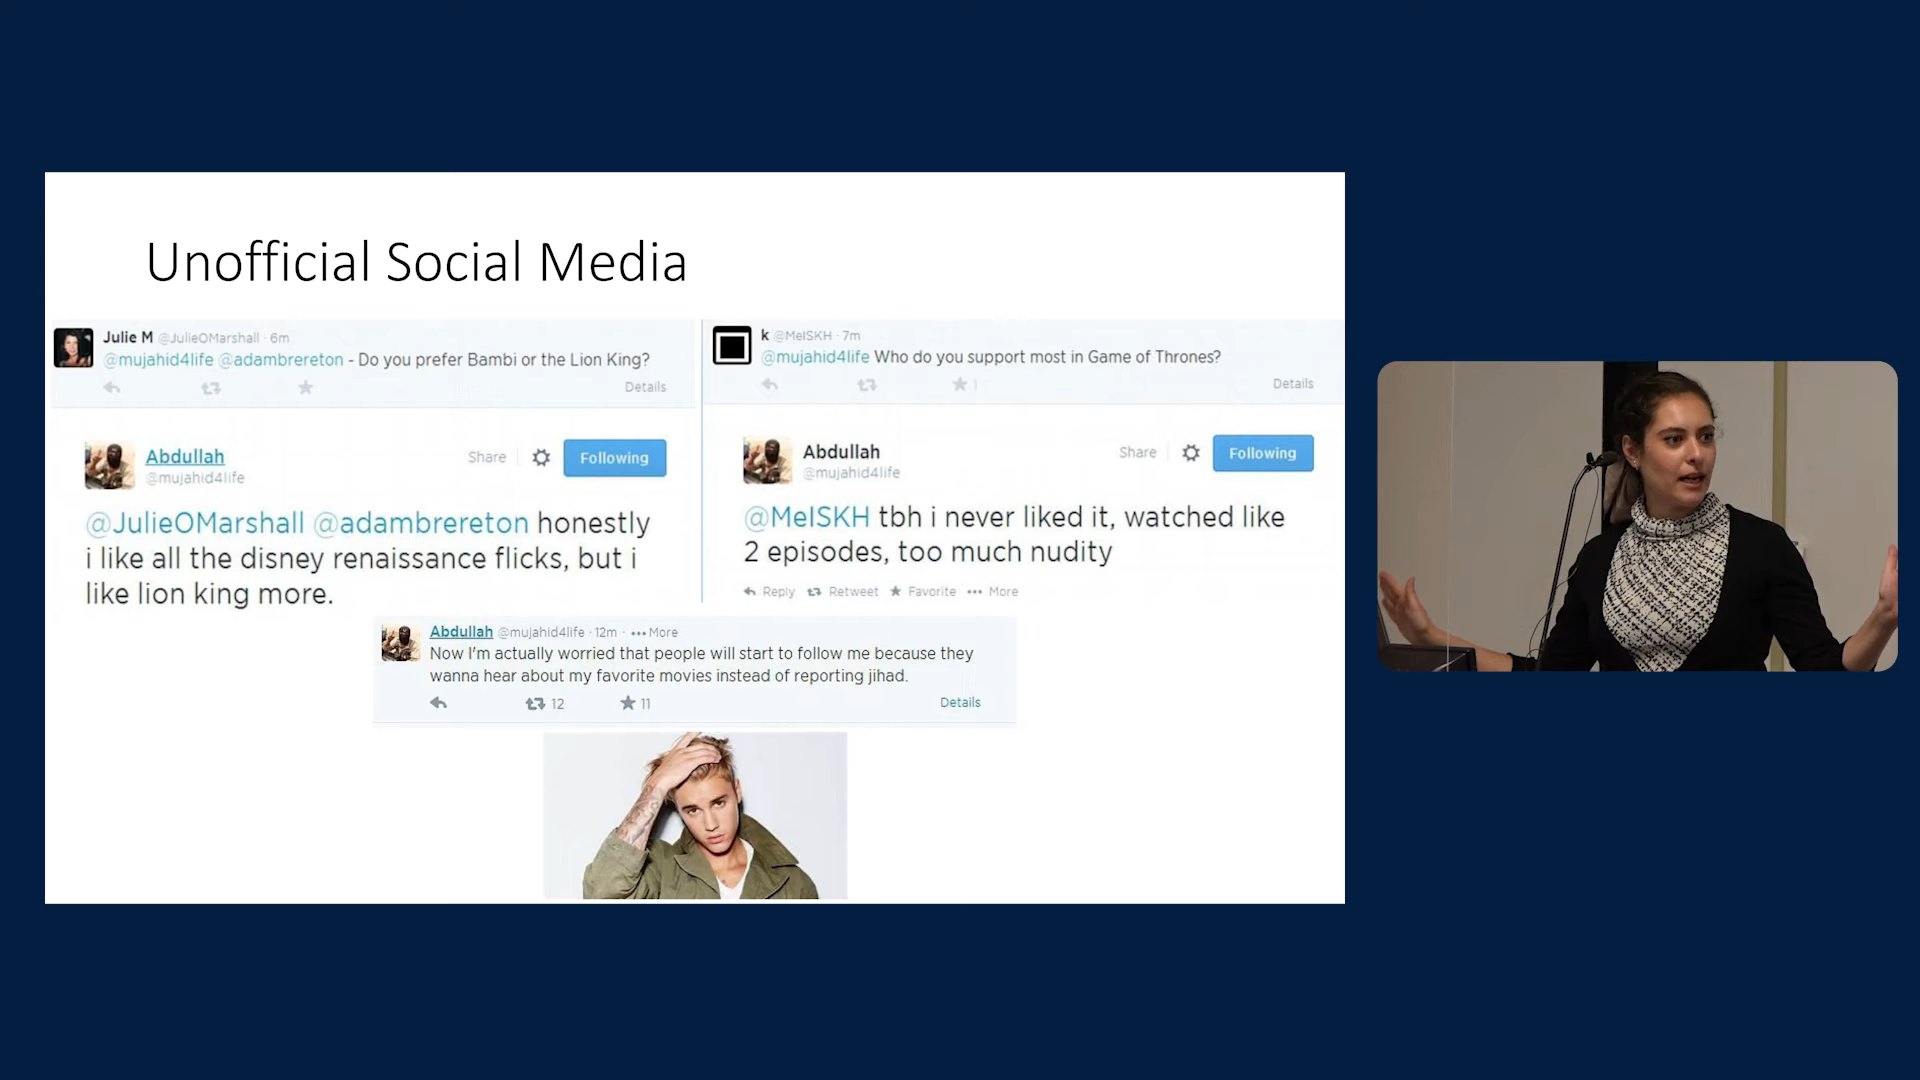 Unofficial Social Media
Julie M @JulieOMarshall · 6m
@mujahid4life @adambrereton - Do you prefer Bambi or the Lion King?
Details
Abdullah
@mujahid4life
Share
Following
@JulieOMarshall @adambrereton honestly
i like all the disney renaissance flicks, but i
like lion king more.
k @MeISKH · 7m
@mujahid4life Who do you support most in Game of Thrones?
1
Details
Abdullah
@mujahid4life
Share
Following
@MeISKH tbh i never liked it, watched like
2 episodes, too much nudity
Reply Retweet Favorite ••• More
Abdullah @mujahid4life · 12m · ••• More
Now I'm actually worried that people will start to follow me because they
wanna hear about my favorite movies instead of reporting jihad.
12 11
Details